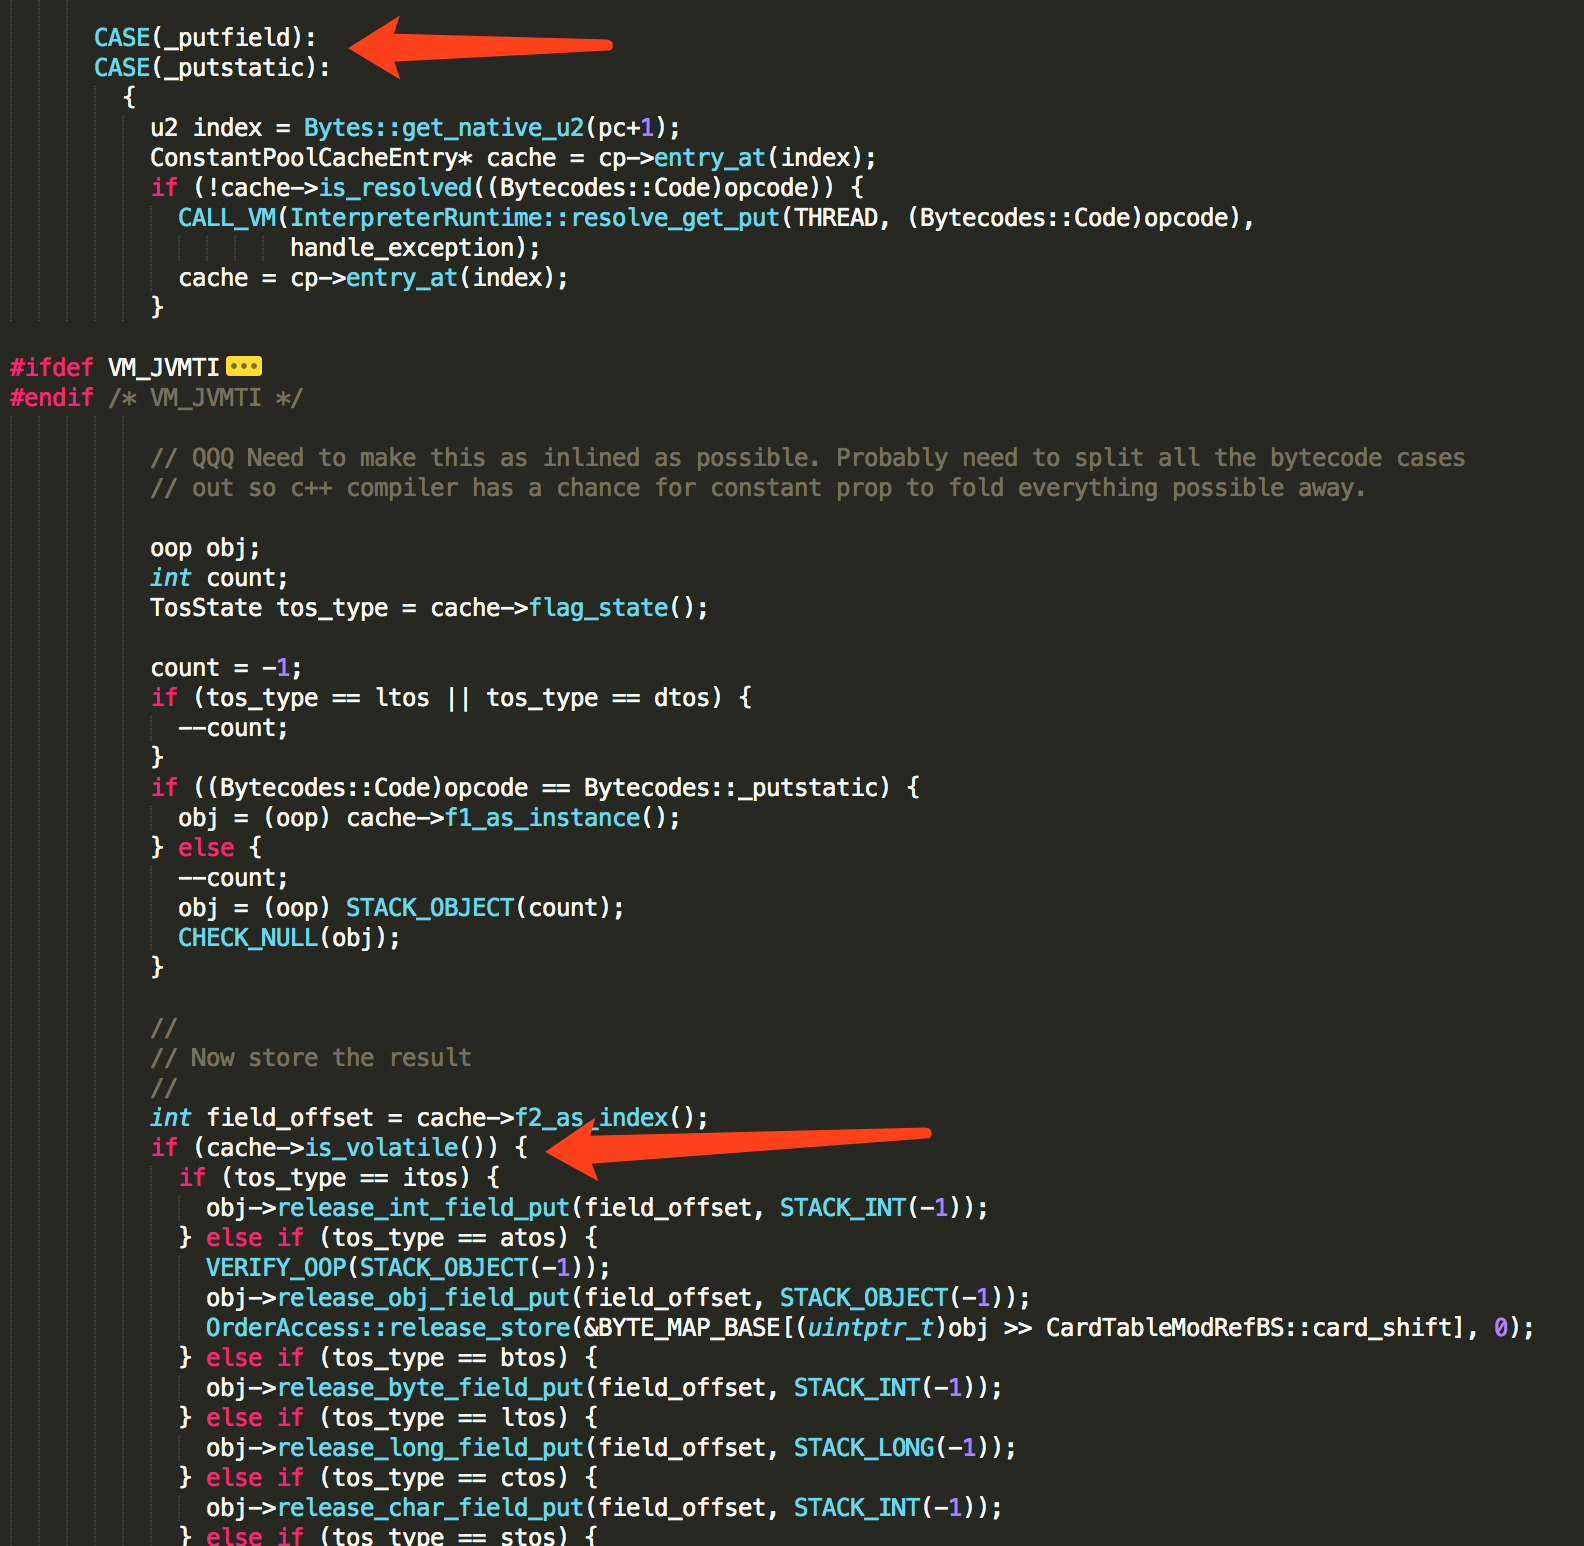 CASE(_putfield):
CASE(_putstatic):
{
u2 index = Bytes::get_native_u2(pc+1);
ConstantPoolCacheEntry* cache = cp->entry_at(index);
if (!cache->is_resolved((Bytecodes::Code)opcode)) {
CALL_VM(InterpreterRuntime::resolve_get_put(THREAD, (Bytecodes::Code)opcode),
handle_exception);
cache = cp->entry_at(index);
}
#ifdef VM_JVMTI
#endif /* VM_JVMTI */
// QQQ Need to make this as inlined as possible. Probably need to split all the bytecode cases
// out so c++ compiler has a chance for constant prop to fold everything possible away.
oop obj;
int count;
TosState tos_type = cache->flag_state();
count = -1;
if (tos_type == ltos || tos_type == dtos) {
--count;
}
if ((Bytecodes::Code)opcode == Bytecodes::_putstatic) {
obj = (oop) cache->f1_as_instance();
} else {
--count;
obj = (oop) STACK_OBJECT(count);
CHECK_NULL(obj);
}
//
// Now store the result
//
int field_offset = cache->f2_as_index();
if (cache->is_volatile()) {
if (tos_type == itos) {
obj->release_int_field_put(field_offset, STACK_INT(-1));
} else if (tos_type == atos) {
VERIFY_OOP(STACK_OBJECT(-1));
obj->release_obj_field_put(field_offset, STACK_OBJECT(-1));
OrderAccess::release_store(&BYTE_MAP_BASE[(uintptr_t)obj >> CardTableModRefBS::card_shift], 0);
} else if (tos_type == btos) {
obj->release_byte_field_put(field_offset, STACK_INT(-1));
} else if (tos_type == ltos) {
obj->release_long_field_put(field_offset, STACK_LONG(-1));
} else if (tos_type == ctos) {
obj->release_char_field_put(field_offset, STACK_INT(-1));
} else if (tos_type == stos) {